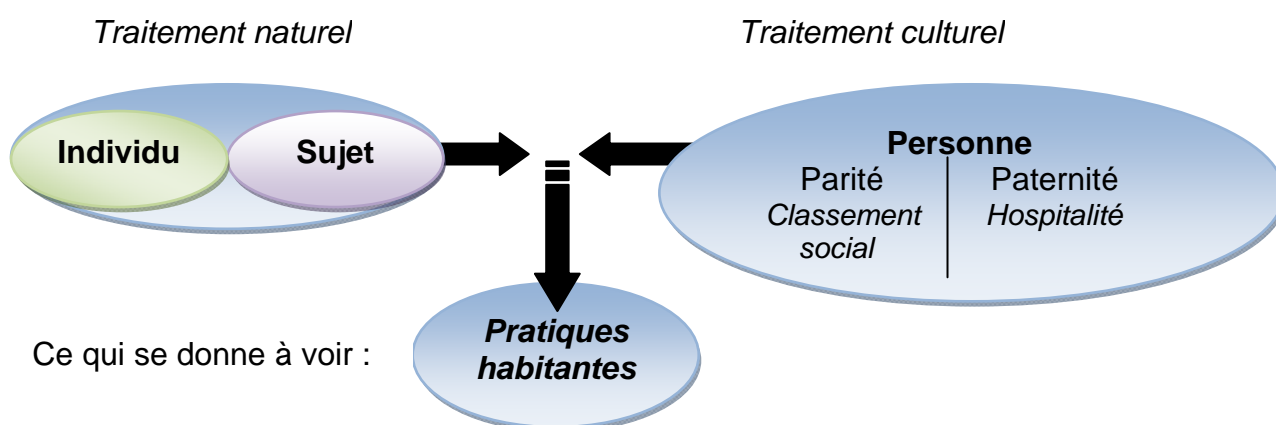 Traitement naturel
Traitement culturel
Individu
Sujet
Personne
Parité
Classement
social
Paternité
Hospitalité
Ce qui se donne à voir :
Pratiques
habitantes